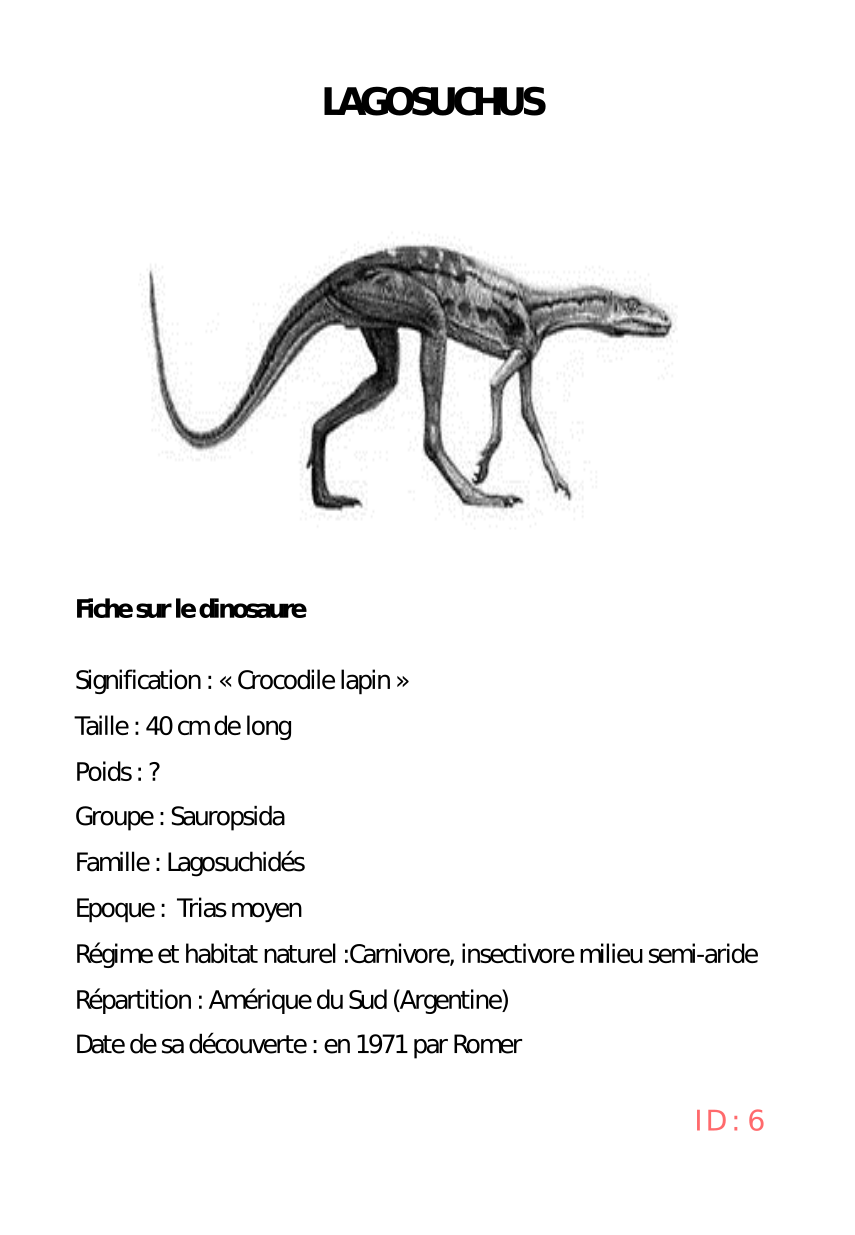 LAGOSUCHUS
Fiche sur le dinosaure
Signification : « Crocodile lapin »
Taille : 40 cm de long
Poids : ?
Groupe : Sauropsida
Famille : Lagosuchidés
Epoque :  Trias moyen
Régime et habitat naturel :Carnivore, insectivore milieu semi-aride
Répartition : Amérique du Sud (Argentine)
Date de sa découverte : en 1971 par Romer
ID : 6